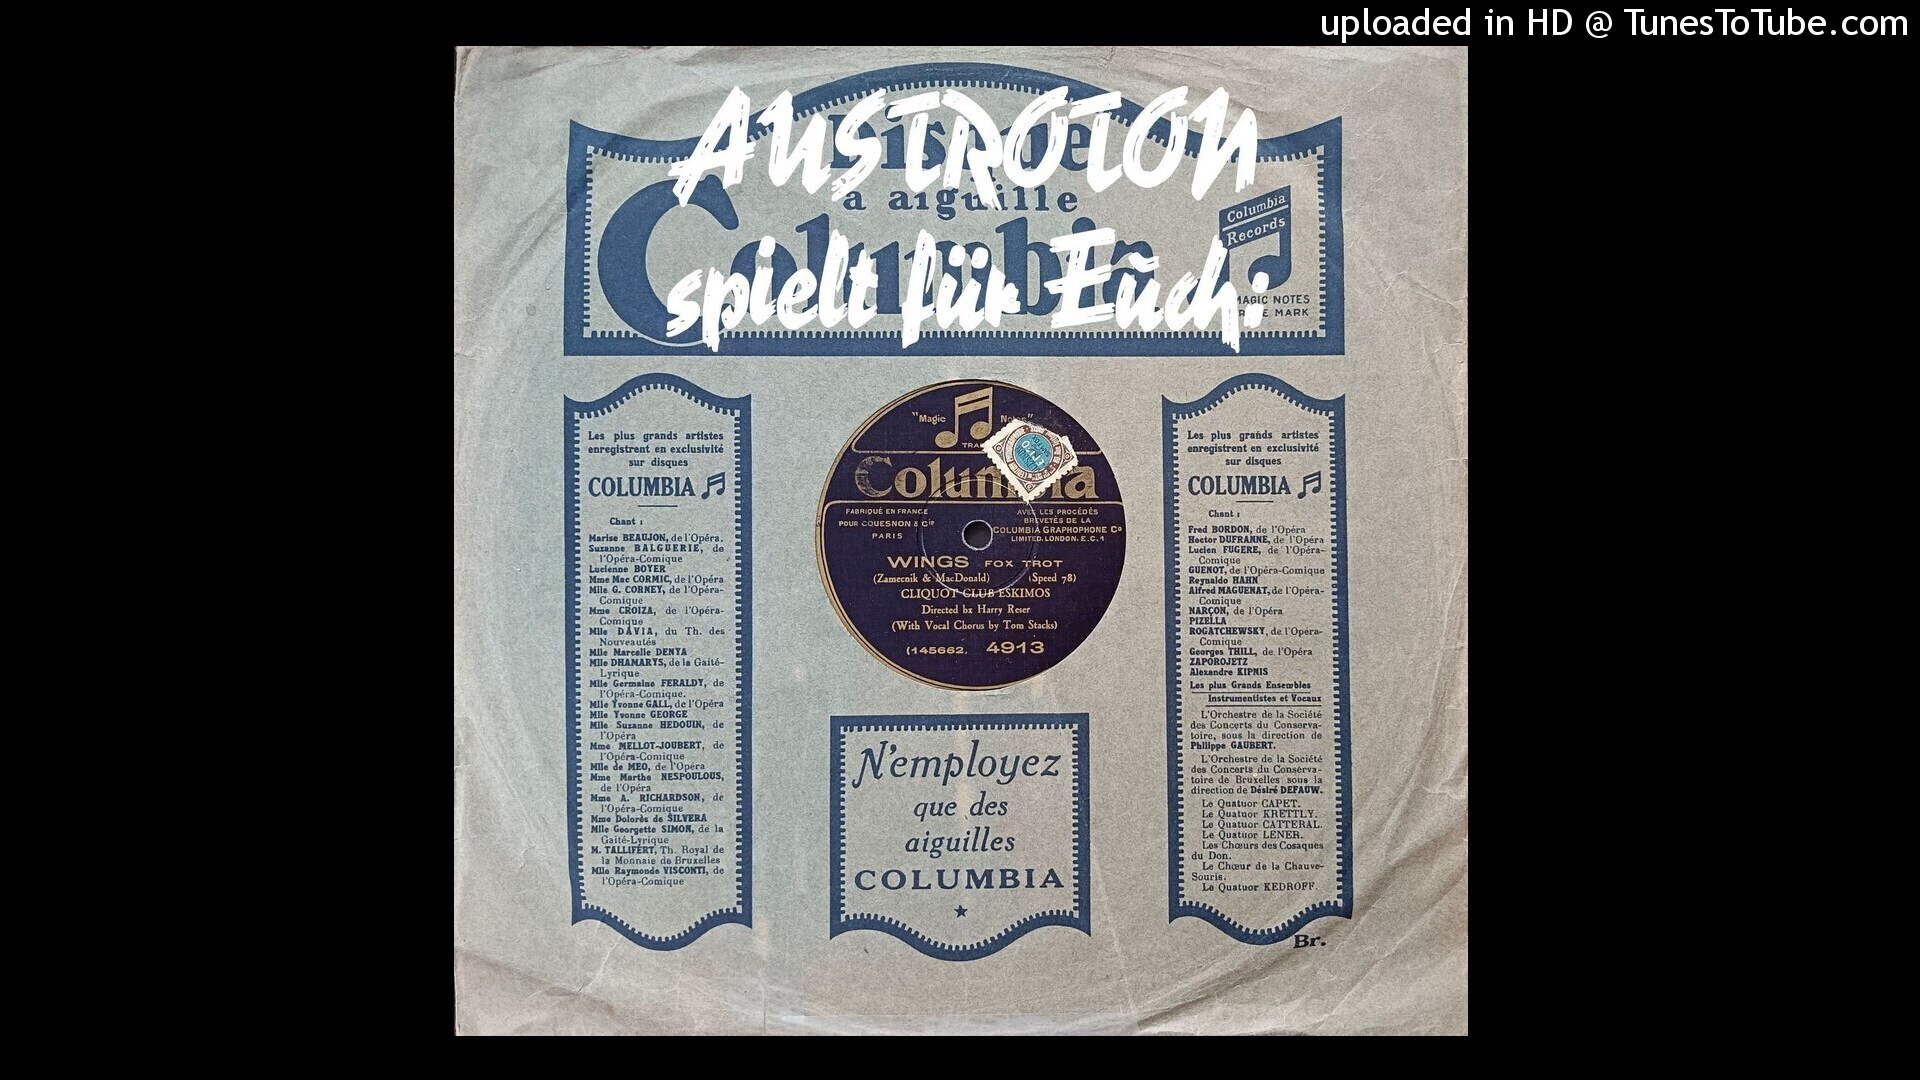 uploaded in HD @ TunesToTube.com
AUSTROTON
spielt für Euch:
Disque
à aiguille
Columbia
Columbia
Records
MAGIC NOTES
MARK
Les plus grands artistes
enregistrent en exclusivité
sur disques
COLUMBIA
Chant :
Marise BEAUJON, de l'Opéra.
Suzanne BALGUERIE, de
l'Opéra-Comique
Lucienne BOYER
Mme Mac CORMIC, de l'Opéra
Mlle G. CORNEY, de l'Opéra-
Comique
Mme CROIZA, de l'Opéra-
Comique
Mlle DAVIA, du Th. des
Nouveautés
Mlle Marcelle DENYA
Mlle DHAMARYS, de la Gaité-
Lyrique
Mlle Germaine FERALDY, de
l'Opéra-Comique.
Mlle Yvonne GALL, de l'Opéra
Mlle Yvonne GEORGE
Mlle Suzanne HEDOUIN, de
l'Opéra
Mme MELLOT-JOUBERT, de
l'Opéra-Comique
Mlle de MEO, de l'Opéra
Mme Marthe NESPOULOUS,
de l'Opéra
Mme A. RICHARDSON, de
l'Opéra-Comique
Mme Dolorès de SILVERA
Mlle Georgette SIMON, de la
Gaité-Lyrique
M. TALLIFERT, Th. Royal de
la Monnaie de Bruxelles
Mlle Raymonde VISCONTI, de
l'Opéra-Comique
"Magic Notes"
Columbia
FABRIQUÉ EN FRANCE
POUR COUESNON & Cie
PARIS
AVEC LES PROCÉDÉS
BREVETÉS DE LA
COLUMBIA GRAPHOPHONE Co
LIMITED. LONDON. E.C.1
WINGS FOX TROT
(Zamecnik & MacDonald) (Speed 78)
CLIQUOT CLUB ESKIMOS
Directed bx Harry Reser
(With Vocal Chorus by Tom Stacks)
(145662. 4913
N'employez
que des
aiguilles
COLUMBIA
Les plus grands artistes
enregistrent en exclusivité
sur disques
COLUMBIA
Chant :
Fred BORDON, de l'Opéra
Hector DUFRANNE, de l'Opéra
Lucien FUGERE, de l'Opéra-
Comique
GUENOT, de l'Opéra-Comique
Reynaldo HAHN
Alfred MAGUENAT, de l'Opéra-
Comique
NARÇON, de l'Opéra
PIZELLA
ROGATCHEWSKY, de l'Opera-
Comique
Georges THILL, de l'Opéra
ZAPOROJETZ
Alexandre KIPNIS
Les plus Grands Ensembles
Instrumentistes et Vocaux
L'Orchestre de la Société
des Concerts du Conserva-
toire, sous la direction de
Philippe GAUBERT.
L'Orchestre de la Société
des Concerts du Conserva-
toire de Bruxelles sous la
direction de Désiré DEFAUW.
Le Quatuor CAPET.
Le Quatuor KRETTLY.
Le Quatuor CATTERAL.
Le Quatuor LENER.
Les Chœurs des Cosaques
du Don.
Le Chœur de la Chauve-
Souris.
Le Quatuor KEDROFF.
Br.